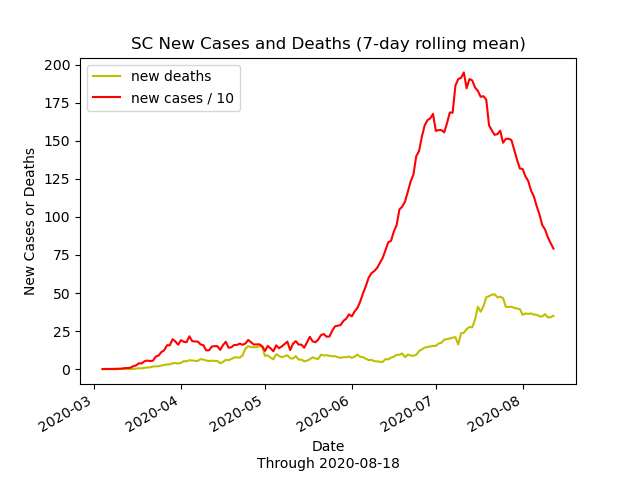 SC New Cases and Deaths (7-day rolling mean)
new deaths
new cases / 10
New Cases or Deaths
200
175
150
125
100
75
50
25
0
2020-03
2020-04
2020-05
2020-06
2020-07
2020-08
Date
Through 2020-08-18